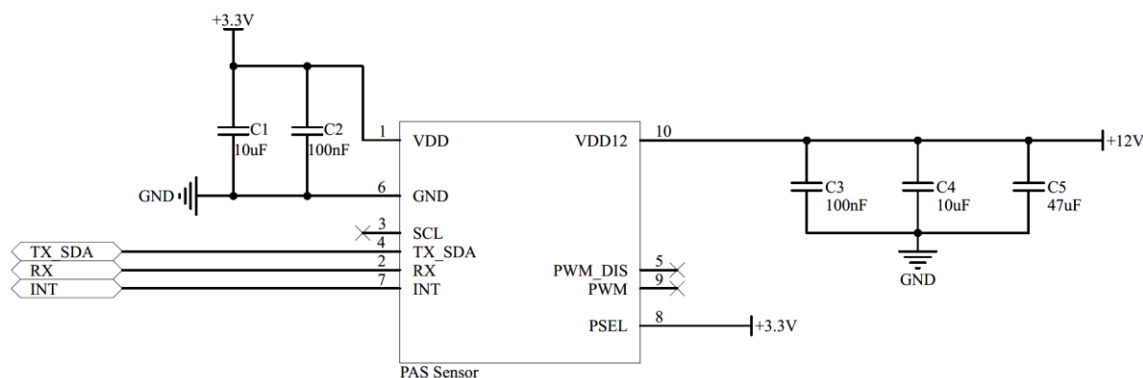 +3.3V
C1
10uF
C2
100nF
1
VDD
VDD12
10
+12V
C3
100nF
C4
10uF
C5
47uF
GND
6
GND
GND
3
SCL
TX_SDA
4
TX_SDA
RX
2
RX
INT
7
INT
PWM_DIS
5
PWM
9
PSEL
8
+3.3V
PAS Sensor